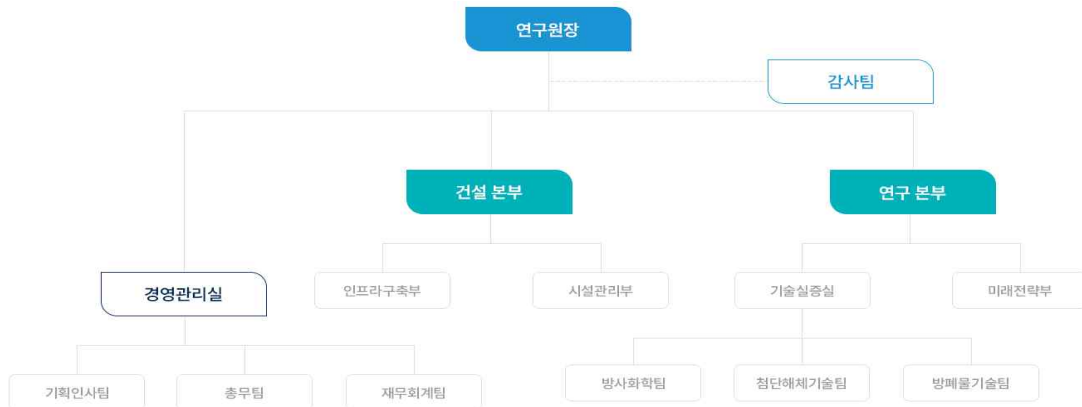 연구원장
감사팀
건설 본부
연구 본부
경영관리실
인프라구축부
시설관리부
기술실증실
미래전략부
기획인사팀
총무팀
재무회계팀
방사화학팀
첨단해체기술팀
방폐물기술팀